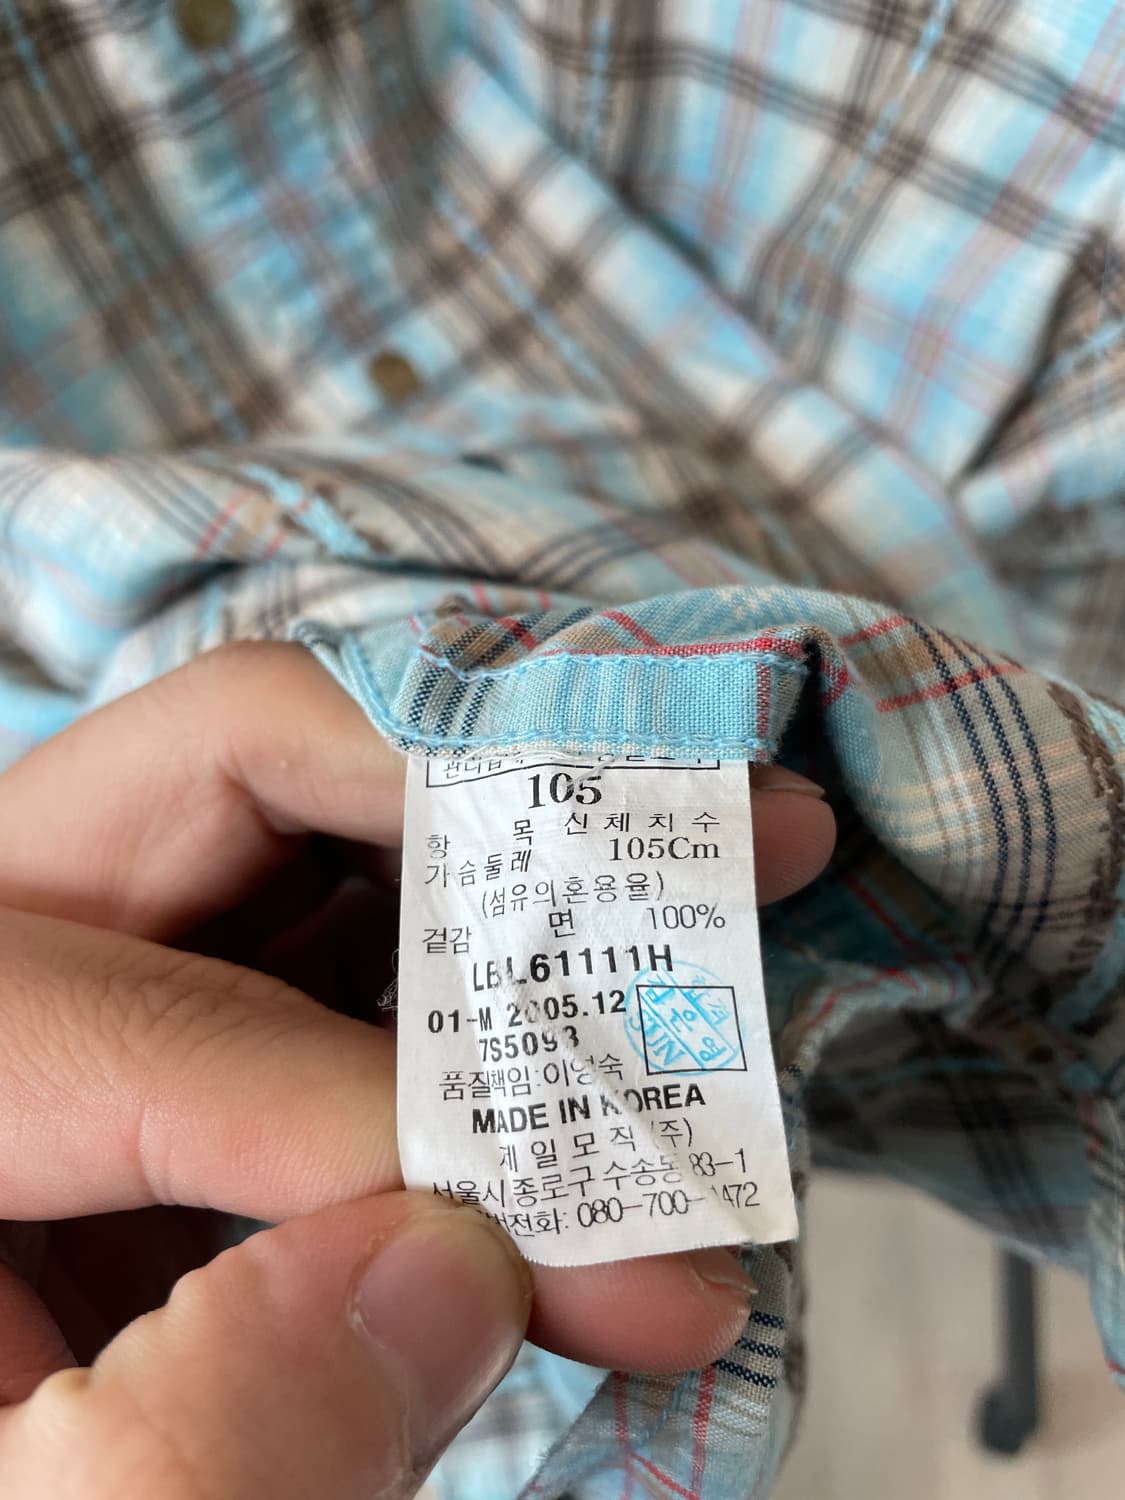 105
항 목 신 체 치 수
가슴둘레 105Cm
(섬유의혼용율)
겉감 면 100%
LBL61111H
01-M 2005.12
7S5093
품질책임:이영숙
MADE IN KOREA
제 일 모 직 (주)
서울시종로구 수송동 83-1
전화: 080-700-1472